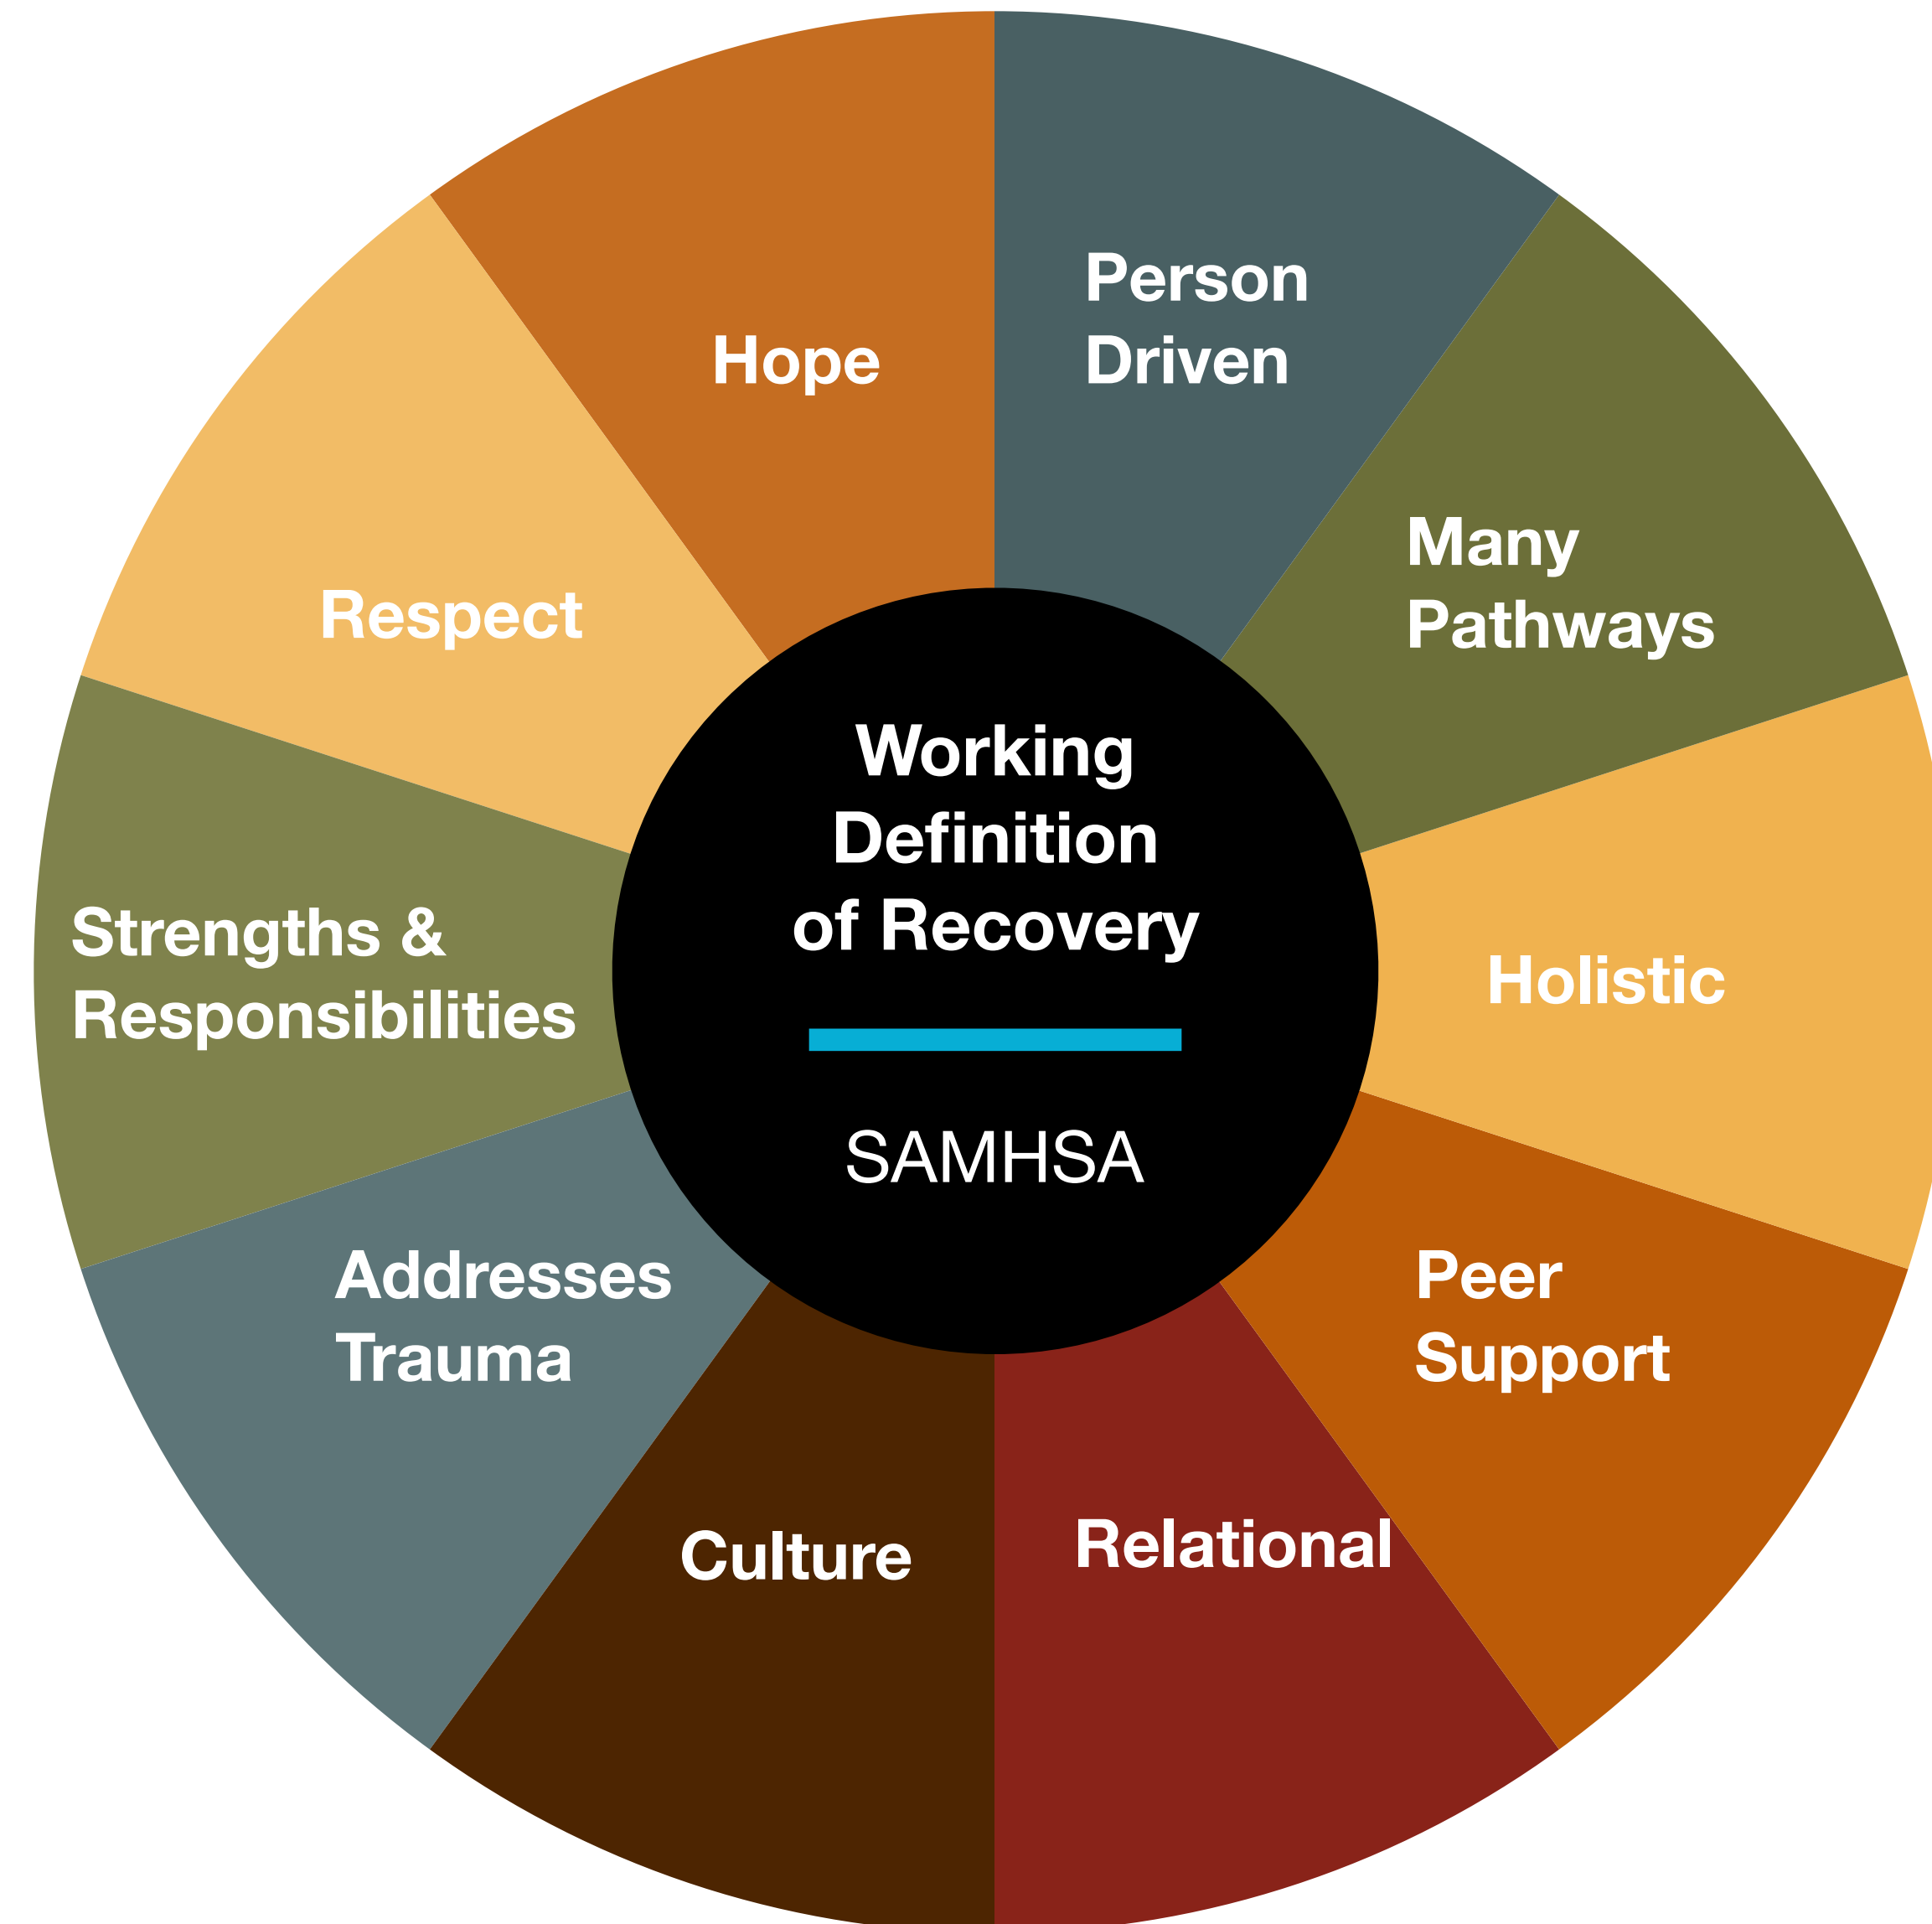 Person
Driven
Many
Pathways
Holistic
Peer
Support
Relational
Culture
Addresses
Trauma
Strengths &
Responsibilities
Respect
Hope
Working
Definition
of Recovery
SAMHSA